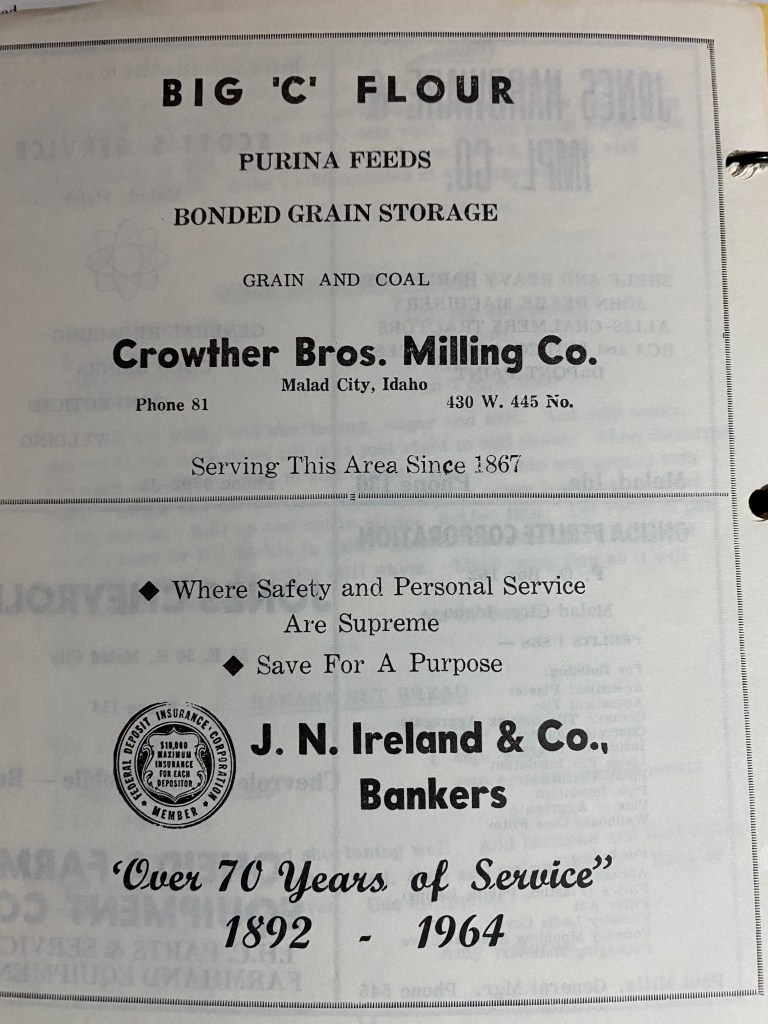 BIG 'C' FLOUR
PURINA FEEDS
BONDED GRAIN STORAGE
GRAIN AND COAL
Crowther Bros. Milling Co.
Malad City, Idaho
Phone 81 430 W. 445 No.
Serving This Area Since 1867
◆ Where Safety and Personal Service
Are Supreme
◆ Save For A Purpose
FEDERAL DEPOSIT INSURANCE CORPORATION
$10,000
MAXIMUM
INSURANCE
FOR EACH
DEPOSITOR
MEMBER
J. N. Ireland & Co.,
Bankers
‘Over 70 Years of Service”
1892 - 1964